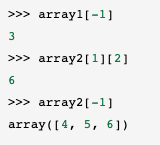 >>> array1[-1]
3
>>> array2[1][2]
6
>>> array2[-1]
array([4, 5, 6])